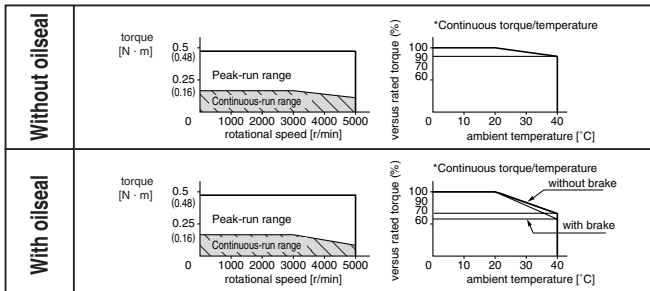 Without oilseal
torque
[N · m]
0.5
(0.48)
0.25
(0.16)
Peak-run range
Continuous-run range
0 1000 2000 3000 4000 5000
rotational speed [r/min]
*Continuous torque/temperature
versus rated torque (%)
100
90
70
60
0 10 20 30 40
ambient temperature [˚C]
With oilseal
torque
[N · m]
0.5
(0.48)
0.25
(0.16)
Peak-run range
Continuous-run range
0 1000 2000 3000 4000 5000
rotational speed [r/min]
*Continuous torque/temperature
versus rated torque (%)
without brake
100
90
70
60
with brake
0 10 20 30 40
ambient temperature [˚C]